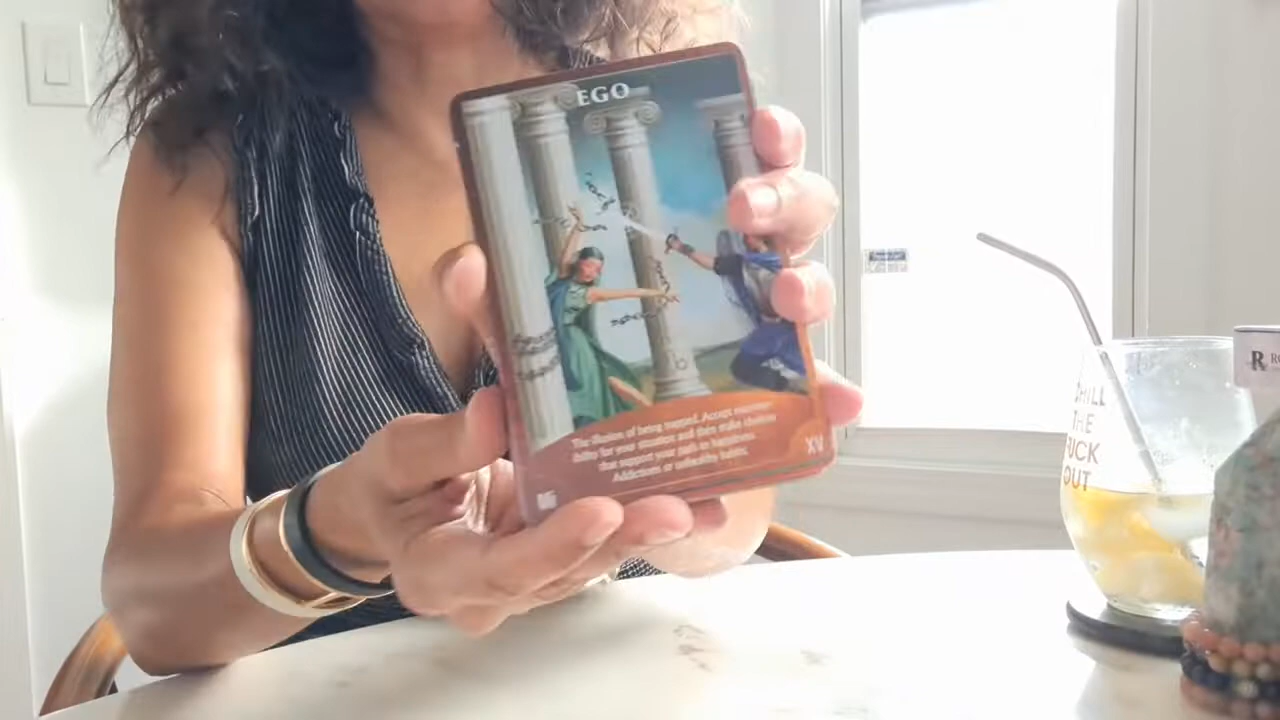 EGO
The illusion of being trapped. Accept responsi-
bility for your situation and then make choices
that support your path to happiness.
Addictions or unhealthy habits.
XV
CHILL
THE
FUCK
OUT
R